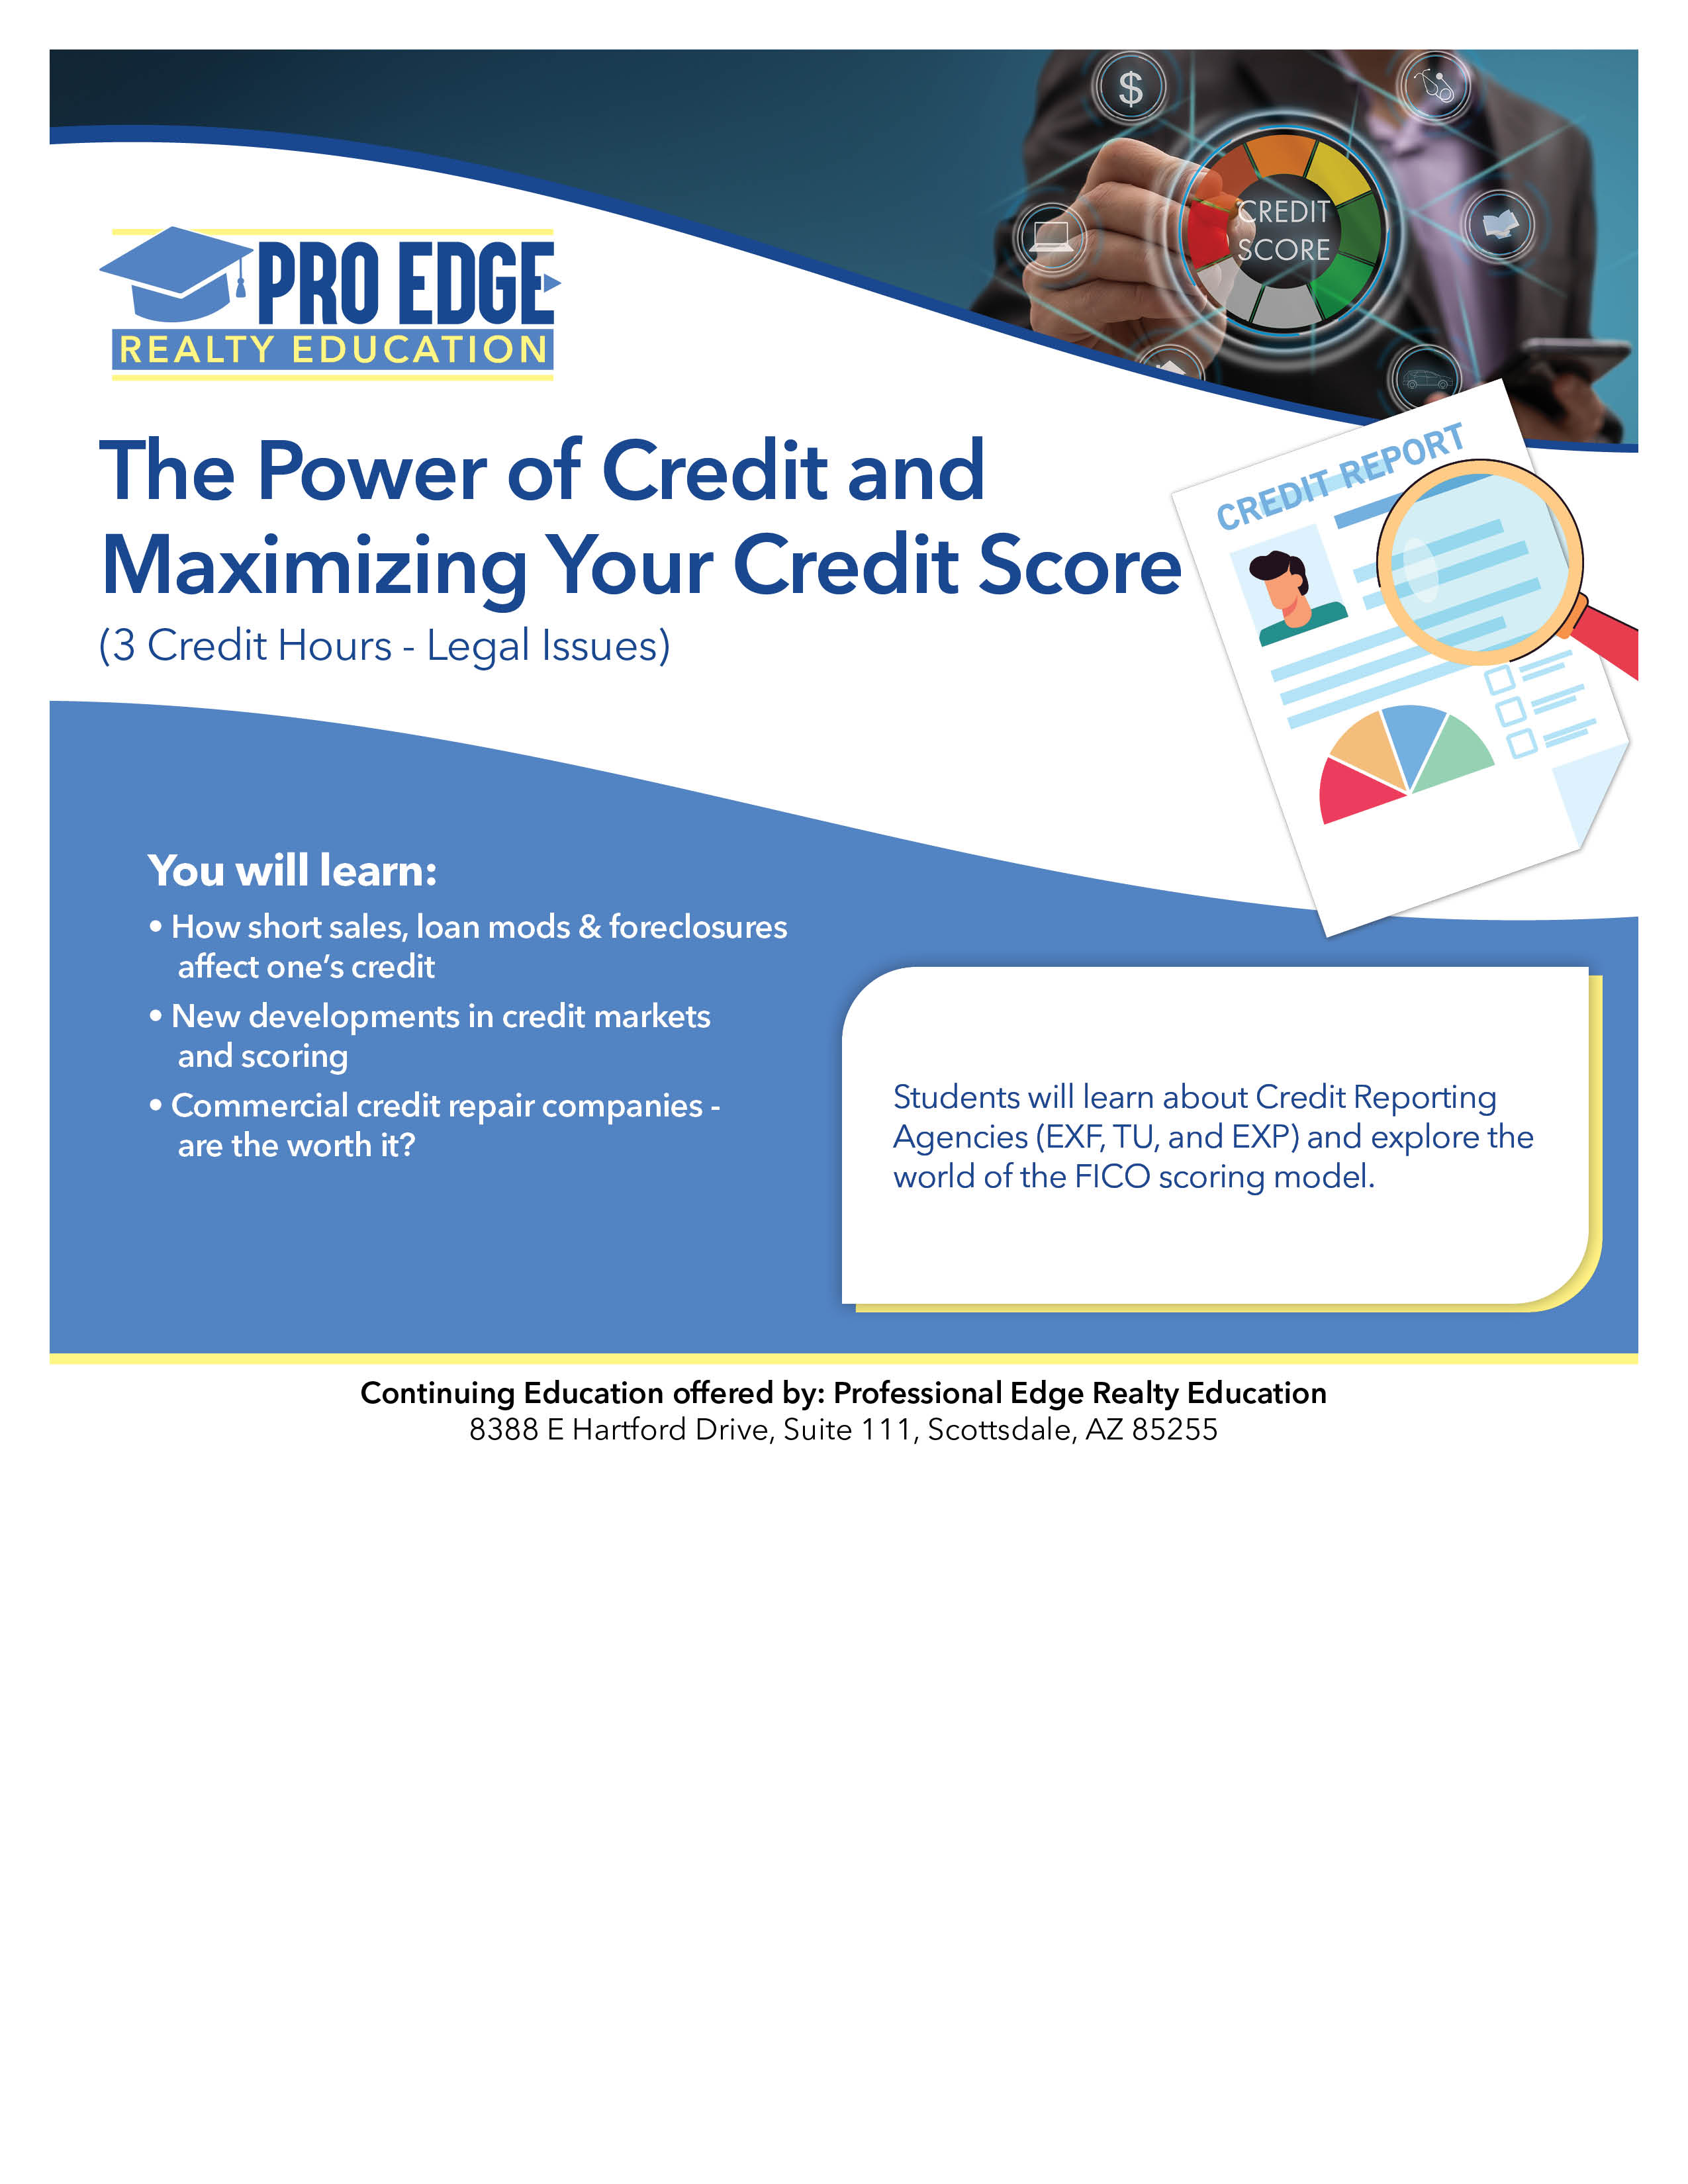 $
CREDIT
SCORE
PRO EDGE
REALTY EDUCATION
The Power of Credit and
Maximizing Your Credit Score
(3 Credit Hours - Legal Issues)
CREDIT REPORT
You will learn:
• How short sales, loan mods & foreclosures
affect one’s credit
• New developments in credit markets
and scoring
• Commercial credit repair companies -
are the worth it?
Students will learn about Credit Reporting
Agencies (EXF, TU, and EXP) and explore the
world of the FICO scoring model.
Continuing Education offered by: Professional Edge Realty Education
8388 E Hartford Drive, Suite 111, Scottsdale, AZ 85255